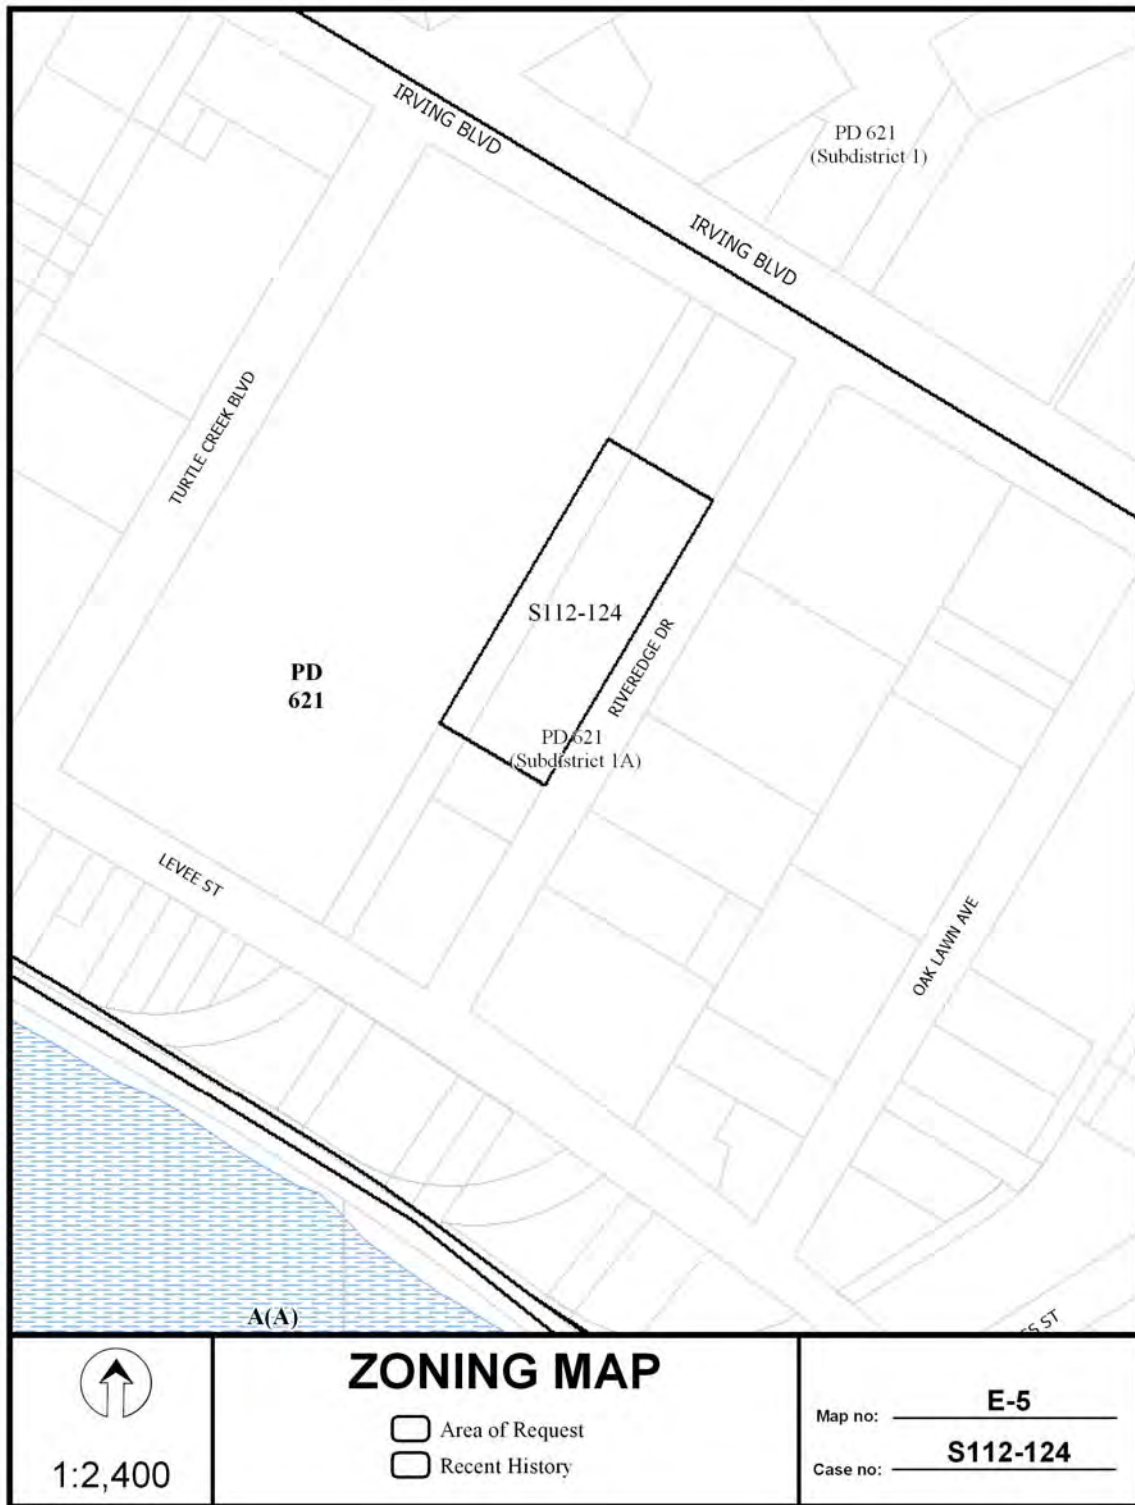 IRVING BLVD
PD 621
(Subdistrict 1)
IRVING BLVD
TURTLE CREEK BLVD
S112-124
RIVEREDGE DR
PD
621
PD 621
(Subdistrict 1A)
LEVEE ST
OAK LAWN AVE
A(A)
ST
ZONING MAP
Area of Request
Recent History
1:2,400
Map no: E-5
Case no: S112-124